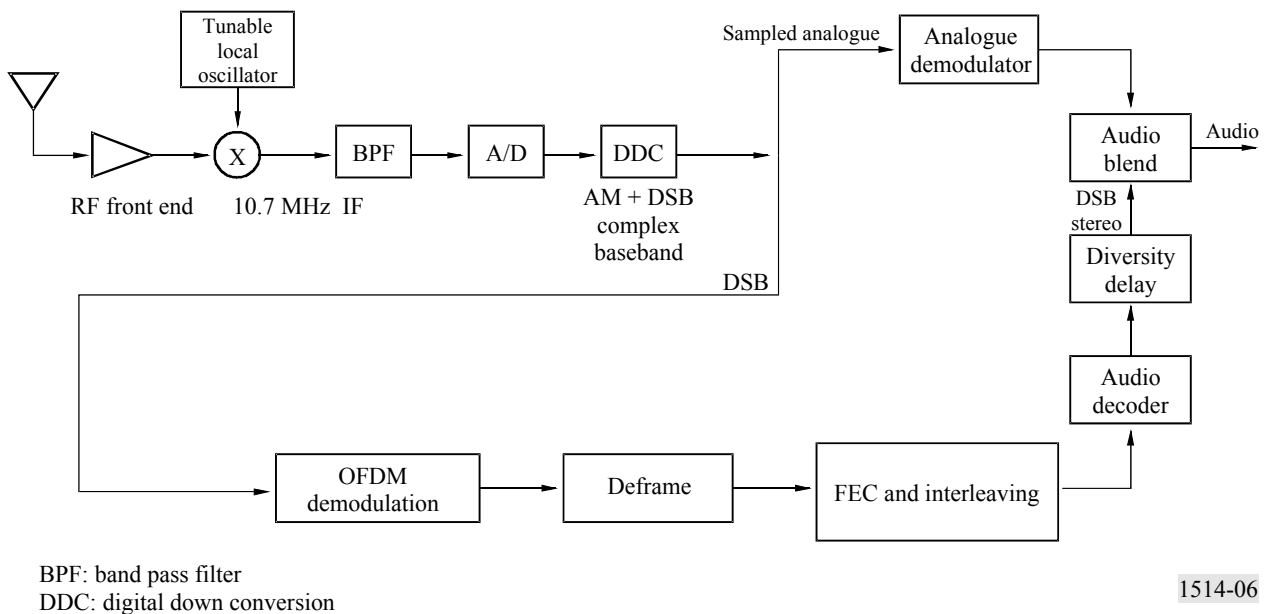 Tunable
local
oscillator
Sampled analogue
Analogue
demodulator
X
BPF
A/D
DDC
Audio
blend
Audio
RF front end
10.7 MHz IF
AM + DSB
complex
baseband
DSB
stereo
Diversity
delay
DSB
Audio
decoder
OFDM
demodulation
Deframe
FEC and interleaving
BPF: band pass filter
DDC: digital down conversion
1514-06